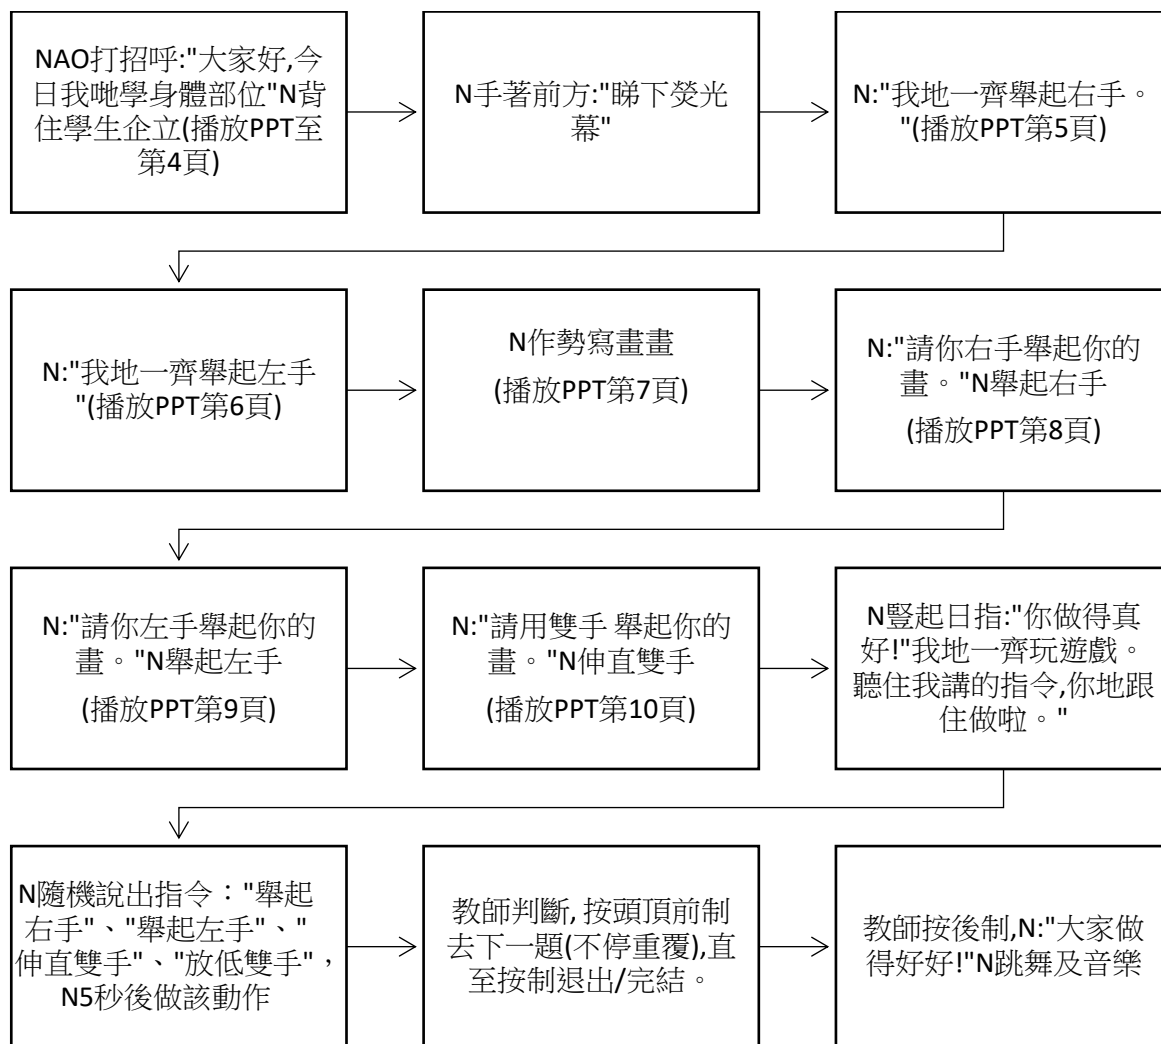 NAO打招呼:"大家好,今
日我哋學身體部位"N背
住學生企立(播放PPT至
第4頁)
N手著前方:"睇下熒光
幕"
N:"我地一齊舉起右手。
"(播放PPT第5頁)
N:"我地一齊舉起左手
"(播放PPT第6頁)
N作勢寫畫畫
(播放PPT第7頁)
N:"請你右手舉起你的
畫。"N舉起右手
(播放PPT第8頁)
N:"請你左手舉起你的
畫。"N舉起左手
(播放PPT第9頁)
N:"請用雙手 舉起你的
畫。"N伸直雙手
(播放PPT第10頁)
N豎起日指:"你做得真
好!"我地一齊玩遊戲。
聽住我講的指令,你地跟
住做啦。"
N隨機說出指令："舉起
右手"、"舉起左手"、"
伸直雙手"、"放低雙手"，
N5秒後做該動作
教師判斷, 按頭頂前制
去下一題(不停重覆),直
至按制退出/完結。
教師按後制,N:"大家做
得好好!"N跳舞及音樂